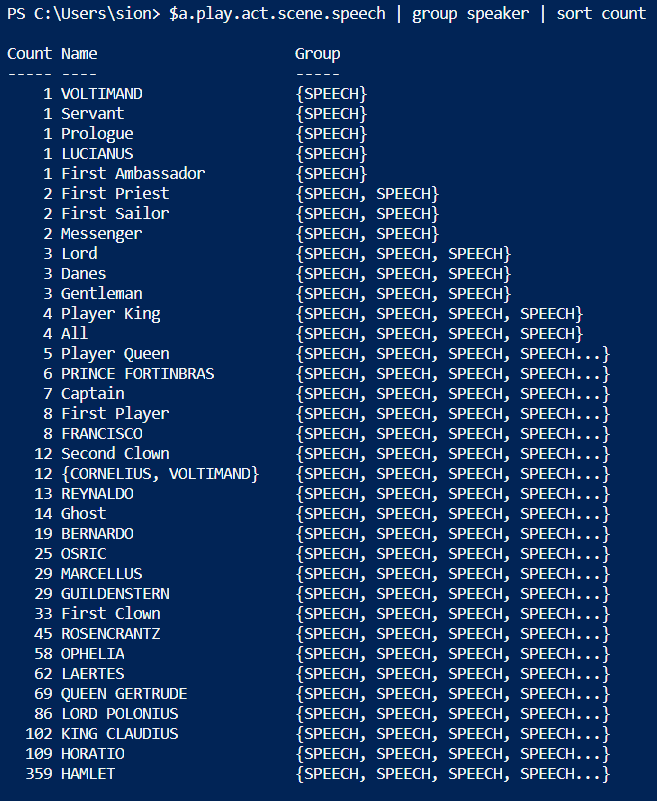 PS C:\Users\sion> $a.play.act.scene.speech | group speaker | sort count
Count Name                      Group
----- ----                      -----
    1 VOLTIMAND                 {SPEECH}
    1 Servant                   {SPEECH}
    1 Prologue                  {SPEECH}
    1 LUCIANUS                  {SPEECH}
    1 First Ambassador          {SPEECH}
    2 First Priest              {SPEECH, SPEECH}
    2 First Sailor              {SPEECH, SPEECH}
    2 Messenger                 {SPEECH, SPEECH}
    3 Lord                      {SPEECH, SPEECH, SPEECH}
    3 Danes                     {SPEECH, SPEECH, SPEECH}
    3 Gentleman                 {SPEECH, SPEECH, SPEECH}
    4 Player King               {SPEECH, SPEECH, SPEECH, SPEECH}
    4 All                       {SPEECH, SPEECH, SPEECH, SPEECH}
    5 Player Queen              {SPEECH, SPEECH, SPEECH, SPEECH...}
    6 PRINCE FORTINBRAS         {SPEECH, SPEECH, SPEECH, SPEECH...}
    7 Captain                   {SPEECH, SPEECH, SPEECH, SPEECH...}
    8 First Player              {SPEECH, SPEECH, SPEECH, SPEECH...}
    8 FRANCISCO                 {SPEECH, SPEECH, SPEECH, SPEECH...}
   12 Second Clown              {SPEECH, SPEECH, SPEECH, SPEECH...}
   12 {CORNELIUS, VOLTIMAND}    {SPEECH, SPEECH, SPEECH, SPEECH...}
   13 REYNALDO                  {SPEECH, SPEECH, SPEECH, SPEECH...}
   14 Ghost                     {SPEECH, SPEECH, SPEECH, SPEECH...}
   19 BERNARDO                  {SPEECH, SPEECH, SPEECH, SPEECH...}
   25 OSRIC                     {SPEECH, SPEECH, SPEECH, SPEECH...}
   29 MARCELLUS                 {SPEECH, SPEECH, SPEECH, SPEECH...}
   29 GUILDENSTERN              {SPEECH, SPEECH, SPEECH, SPEECH...}
   33 First Clown               {SPEECH, SPEECH, SPEECH, SPEECH...}
   45 ROSENCRANTZ               {SPEECH, SPEECH, SPEECH, SPEECH...}
   58 OPHELIA                   {SPEECH, SPEECH, SPEECH, SPEECH...}
   62 LAERTES                   {SPEECH, SPEECH, SPEECH, SPEECH...}
   69 QUEEN GERTRUDE            {SPEECH, SPEECH, SPEECH, SPEECH...}
   86 LORD POLONIUS             {SPEECH, SPEECH, SPEECH, SPEECH...}
  102 KING CLAUDIUS             {SPEECH, SPEECH, SPEECH, SPEECH...}
  109 HORATIO                   {SPEECH, SPEECH, SPEECH, SPEECH...}
  359 HAMLET                    {SPEECH, SPEECH, SPEECH, SPEECH...}